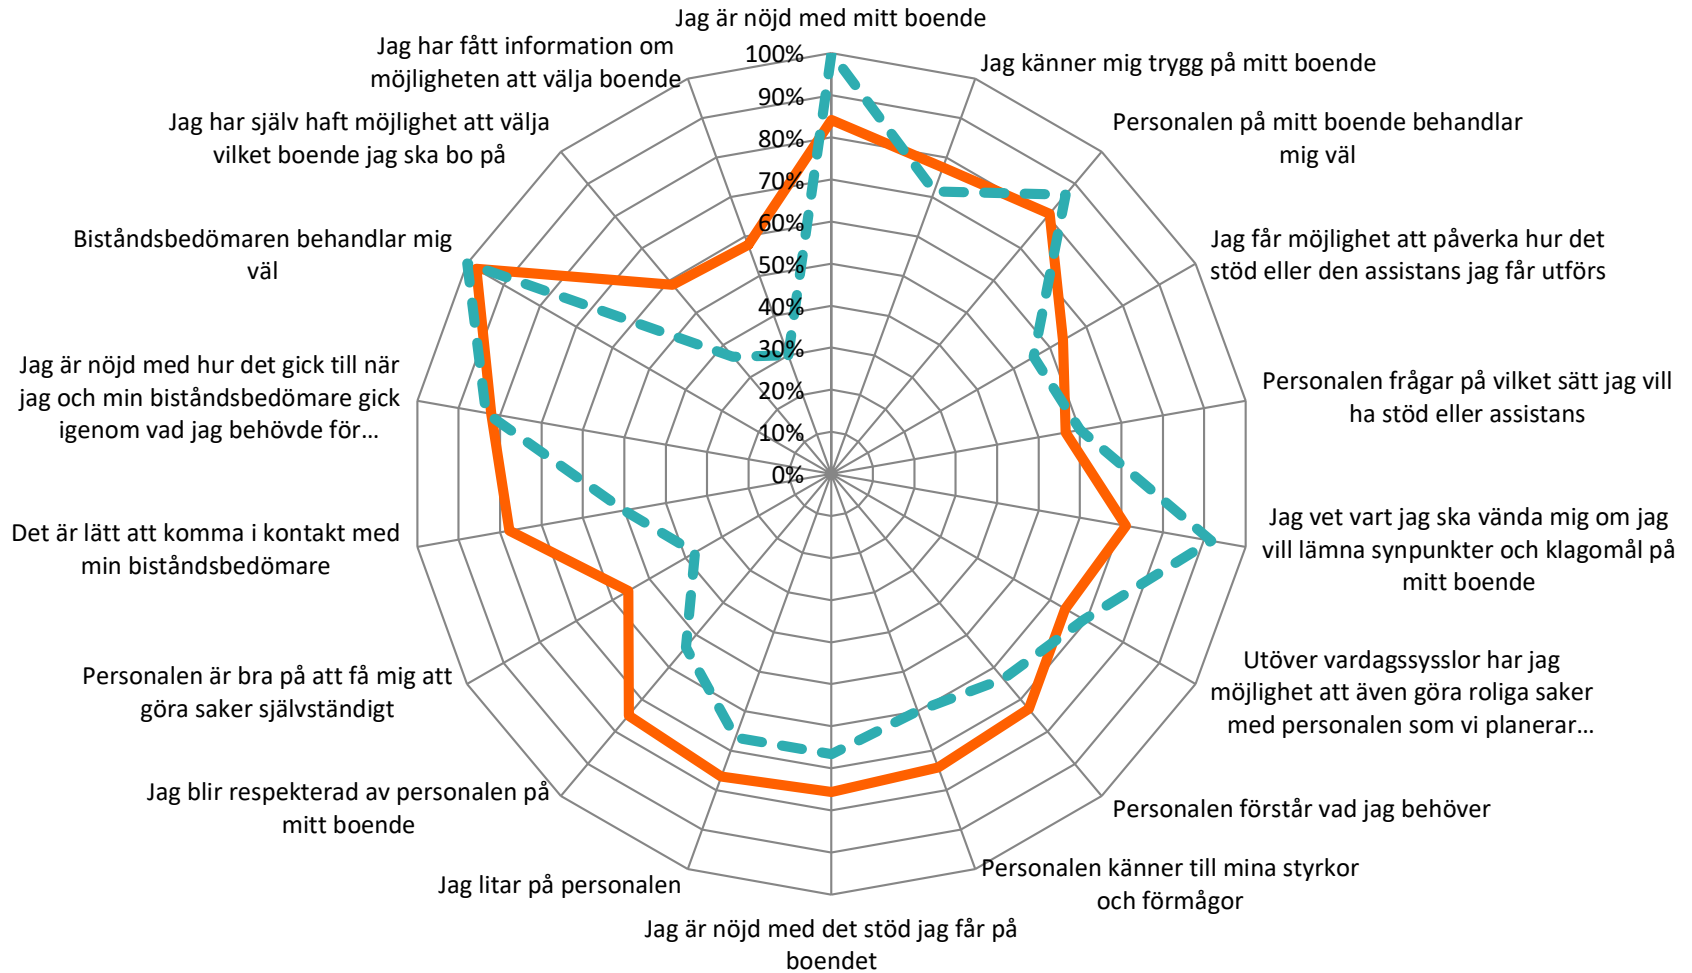 Jag är nöjd med mitt boende
Jag känner mig trygg på mitt boende
Personalen på mitt boende behandlar
mig väl
Jag får möjlighet att påverka hur det
stöd eller den assistans jag får utförs
Personalen frågar på vilket sätt jag vill
ha stöd eller assistans
Jag vet vart jag ska vända mig om jag
vill lämna synpunkter och klagomål på
mitt boende
Utöver vardagssysslor har jag
möjlighet att även göra roliga saker
med personalen som vi planerar...
Personalen förstår vad jag behöver
Personalen känner till mina styrkor
och förmågor
Jag är nöjd med det stöd jag får på
boendet
Jag litar på personalen
Jag blir respekterad av personalen på
mitt boende
Personalen är bra på att få mig att
göra saker självständigt
Det är lätt att komma i kontakt med
min biståndsbedömare
Jag är nöjd med hur det gick till när
jag och min biståndsbedömare gick
igenom vad jag behövde för...
Biståndsbedömaren behandlar mig
väl
Jag har själv haft möjlighet att välja
vilket boende jag ska bo på
Jag har fått information om
möjligheten att välja boende
100%
90%
80%
70%
60%
50%
40%
30%
20%
10%
0%